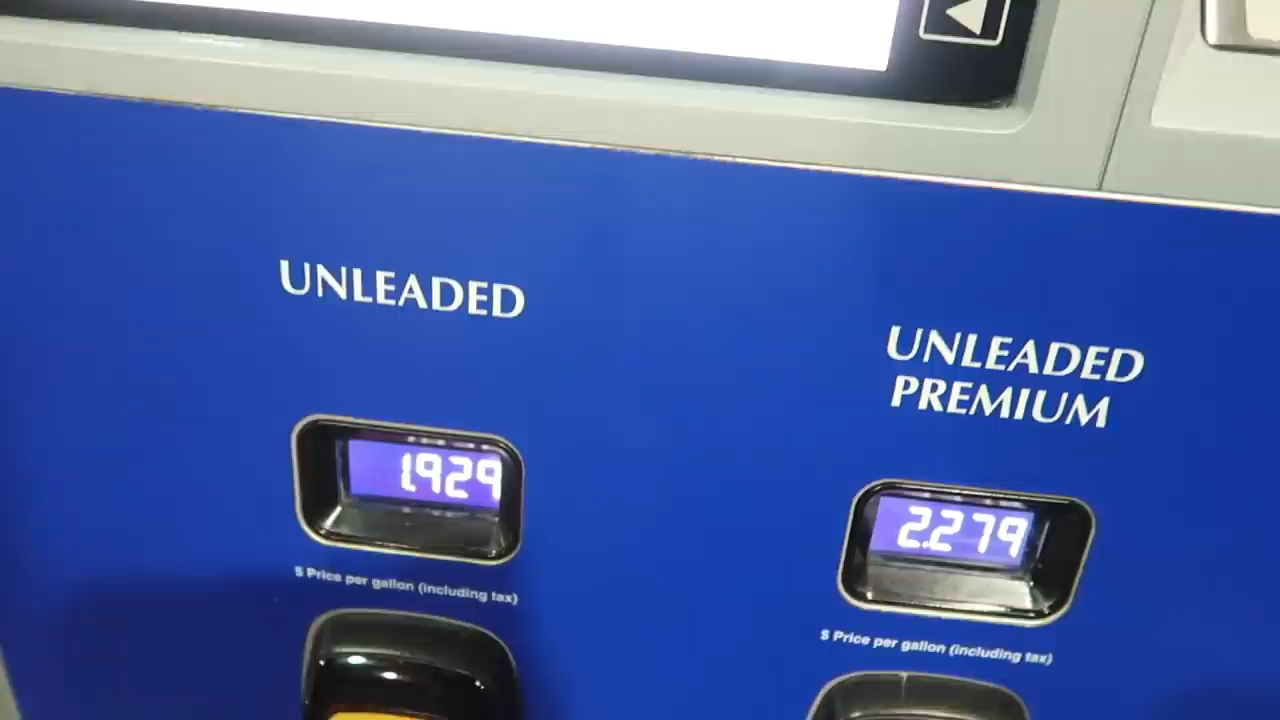 UNLEADED
1.929
$ Price per gallon (including tax)
UNLEADED
PREMIUM
2.279
$ Price per gallon (including tax)